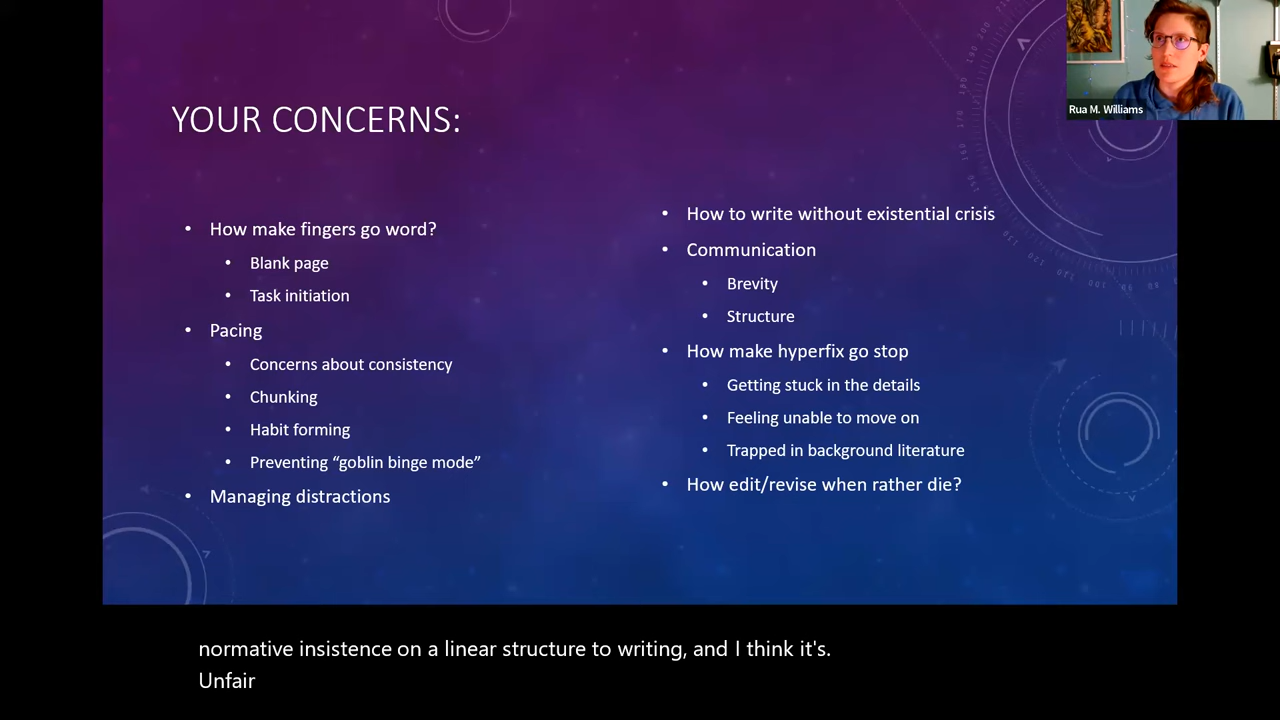 YOUR CONCERNS:
• How make fingers go word?
• Blank page
• Task initiation
• Pacing
• Concerns about consistency
• Chunking
• Habit forming
• Preventing “goblin binge mode”
• Managing distractions
• How to write without existential crisis
• Communication
• Brevity
• Structure
• How make hyperfix go stop
• Getting stuck in the details
• Feeling unable to move on
• Trapped in background literature
• How edit/revise when rather die?
Rua M. Williams
normative insistence on a linear structure to writing, and I think it's.
Unfair